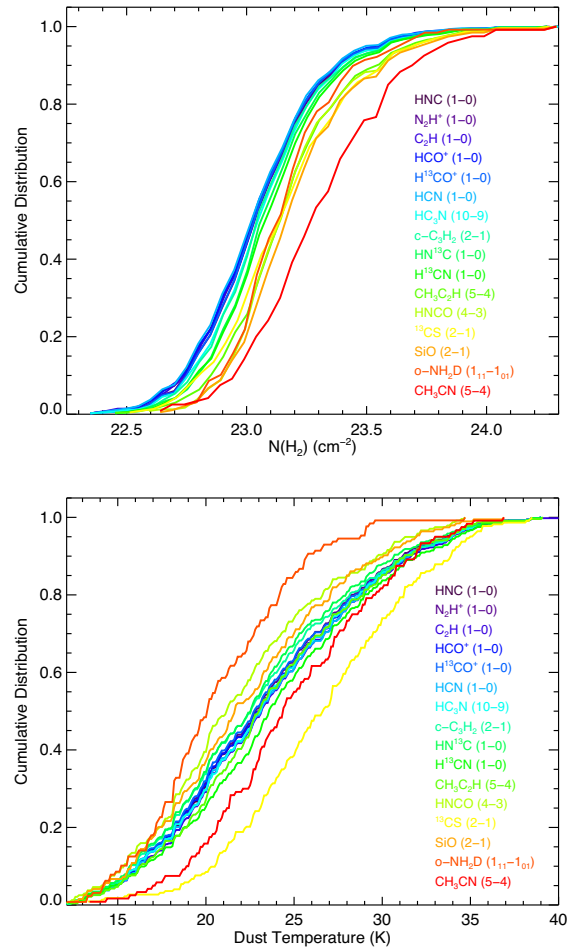 1.0
0.8
0.6
0.4
0.2
0.0
Cumulative Distribution
HNC (1−0)
N₂H⁺ (1−0)
C₂H (1−0)
HCO⁺ (1−0)
H¹³CO⁺ (1−0)
HCN (1−0)
HC₃N (10−9)
c−C₃H₂ (2−1)
HN¹³C (1−0)
H¹³CN (1−0)
CH₃C₂H (5−4)
HNCO (4−3)
¹³CS (2−1)
SiO (2−1)
o−NH₂D (1₁₁−1₀₁)
CH₃CN (5−4)
22.5 23.0 23.5 24.0
N(H₂) (cm⁻²)
1.0
0.8
0.6
0.4
0.2
0.0
Cumulative Distribution
HNC (1−0)
N₂H⁺ (1−0)
C₂H (1−0)
HCO⁺ (1−0)
H¹³CO⁺ (1−0)
HCN (1−0)
HC₃N (10−9)
c−C₃H₂ (2−1)
HN¹³C (1−0)
H¹³CN (1−0)
CH₃C₂H (5−4)
HNCO (4−3)
¹³CS (2−1)
SiO (2−1)
o−NH₂D (1₁₁−1₀₁)
CH₃CN (5−4)
15 20 25 30 35 40
Dust Temperature (K)